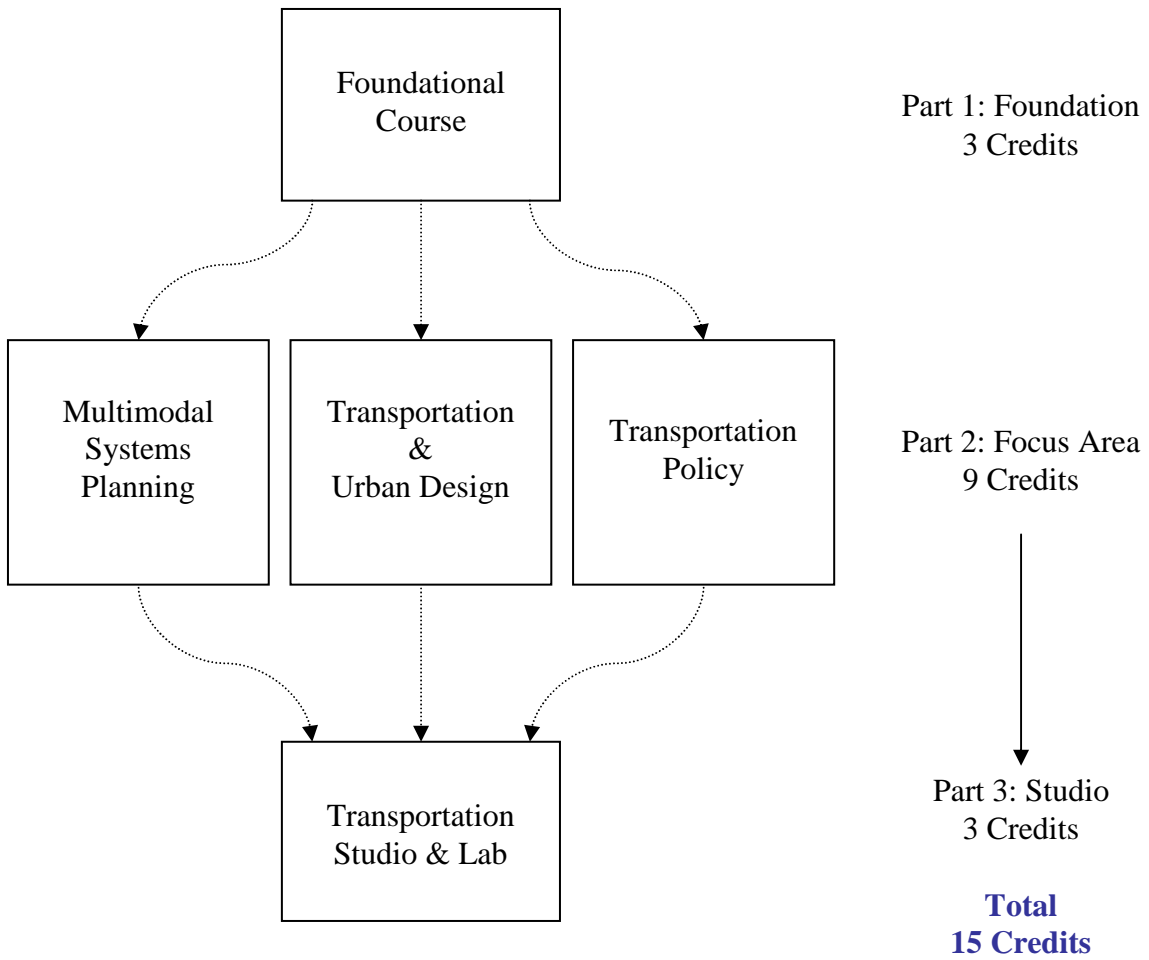 Foundational
Course
Part 1: Foundation
3 Credits
Multimodal
Systems
Planning
Transportation
&
Urban Design
Transportation
Policy
Part 2: Focus Area
9 Credits
Transportation
Studio & Lab
Part 3: Studio
3 Credits
Total
15 Credits